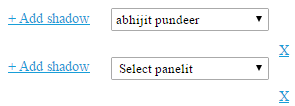 + Add shadow abhijit pundeer
X
+ Add shadow Select panelit
X